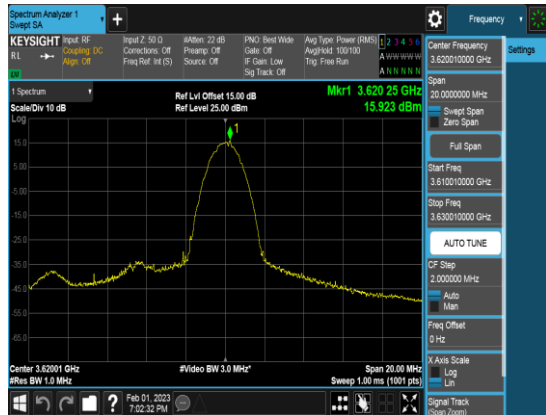 Spectrum Analyzer 1
Swept SA
+
Frequency
KEYSIGHT
RL
Input: RF
Coupling: DC
Align: Off
Input Z: 50 Ω
Corrections: Off
Freq Ref: Int (S)
#Atten: 22 dB
Preamp: Off
Source: Off
PNO: Best Wide
Gate: Off
IF Gain: Low
Sig Track: Off
Avg Type: Power (RMS)
Avg|Hold: 100/100
Trig: Free Run
1 2 3 4 5 6
A W W W W W
A N N N N N
LV
1 Spectrum
Scale/Div 10 dB
Log
Ref Lvl Offset 15.00 dB
Ref Level 25.00 dBm
Mkr1 3.620 25 GHz
15.923 dBm
1
15.0
5.00
-5.00
-15.0
-25.0
-35.0
-45.0
-55.0
-65.0
Center 3.62001 GHz
#Res BW 1.0 MHz
#Video BW 3.0 MHz*
Span 20.00 MHz
Sweep 1.00 ms (1001 pts)
Feb 01, 2023
7:02:32 PM
?
Settings
Center Frequency
3.620010000 GHz
Span
20.0000000 MHz
Swept Span
Zero Span
Full Span
Start Freq
3.610010000 GHz
Stop Freq
3.630010000 GHz
AUTO TUNE
CF Step
2.000000 MHz
Auto
Man
Freq Offset
0 Hz
X Axis Scale
Log
Lin
Signal Track
(Span Zoom)